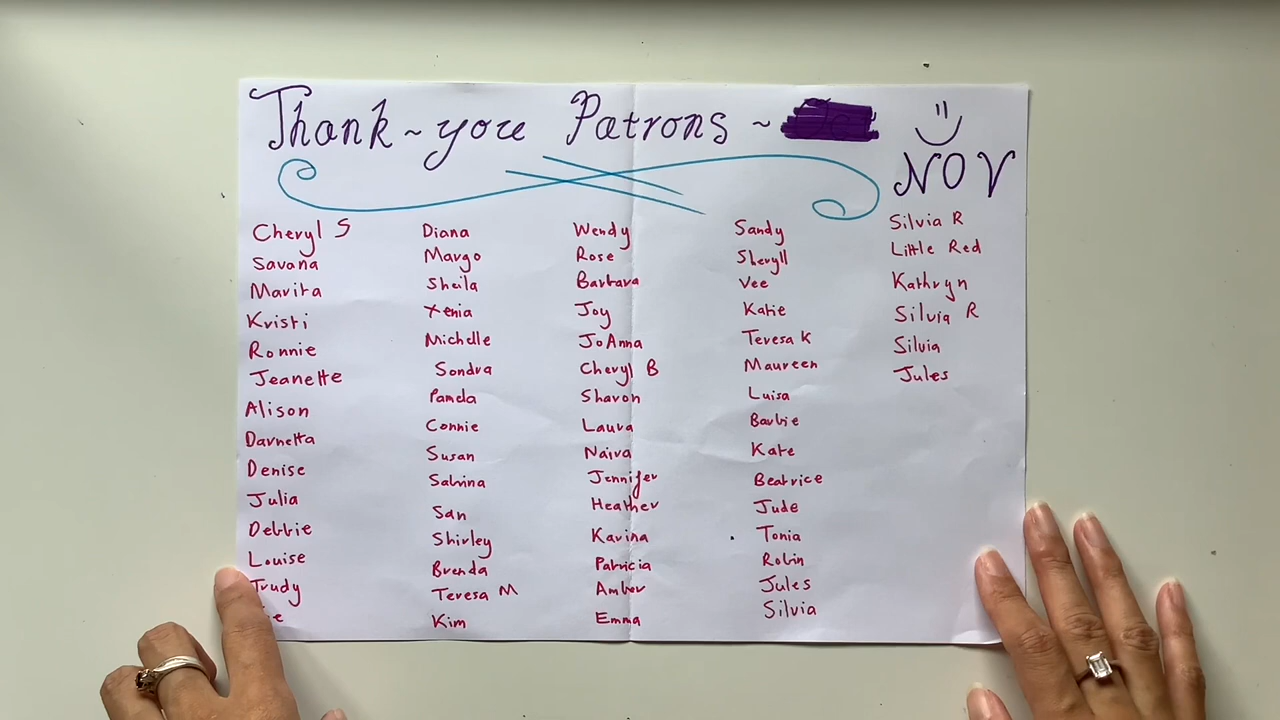 Thank~you Patrons ~
NOV
Cheryl S
Savana
Marita
Kristi
Ronnie
Jeanette
Alison
Darnetta
Denise
Julia
Debbie
Louise
Trudy
Diana
Margo
Sheila
Xenia
Michelle
Sondra
Pamela
Connie
Susan
Sabrina
San
Shirley
Brenda
Teresa M
Kim
Wendy
Rose
Barbara
Joy
JoAnna
Cheryl B
Sharon
Laura
Naira
Jennifer
Heather
Karina
Patricia
Amber
Emma
Sandy
Sheryll
Vee
Katie
Teresa K
Maureen
Luisa
Barbie
Kate
Beatrice
Jude
Tonia
Robin
Jules
Silvia
Silvia R
Little Red
Kathryn
Silvia R
Silvia
Jules